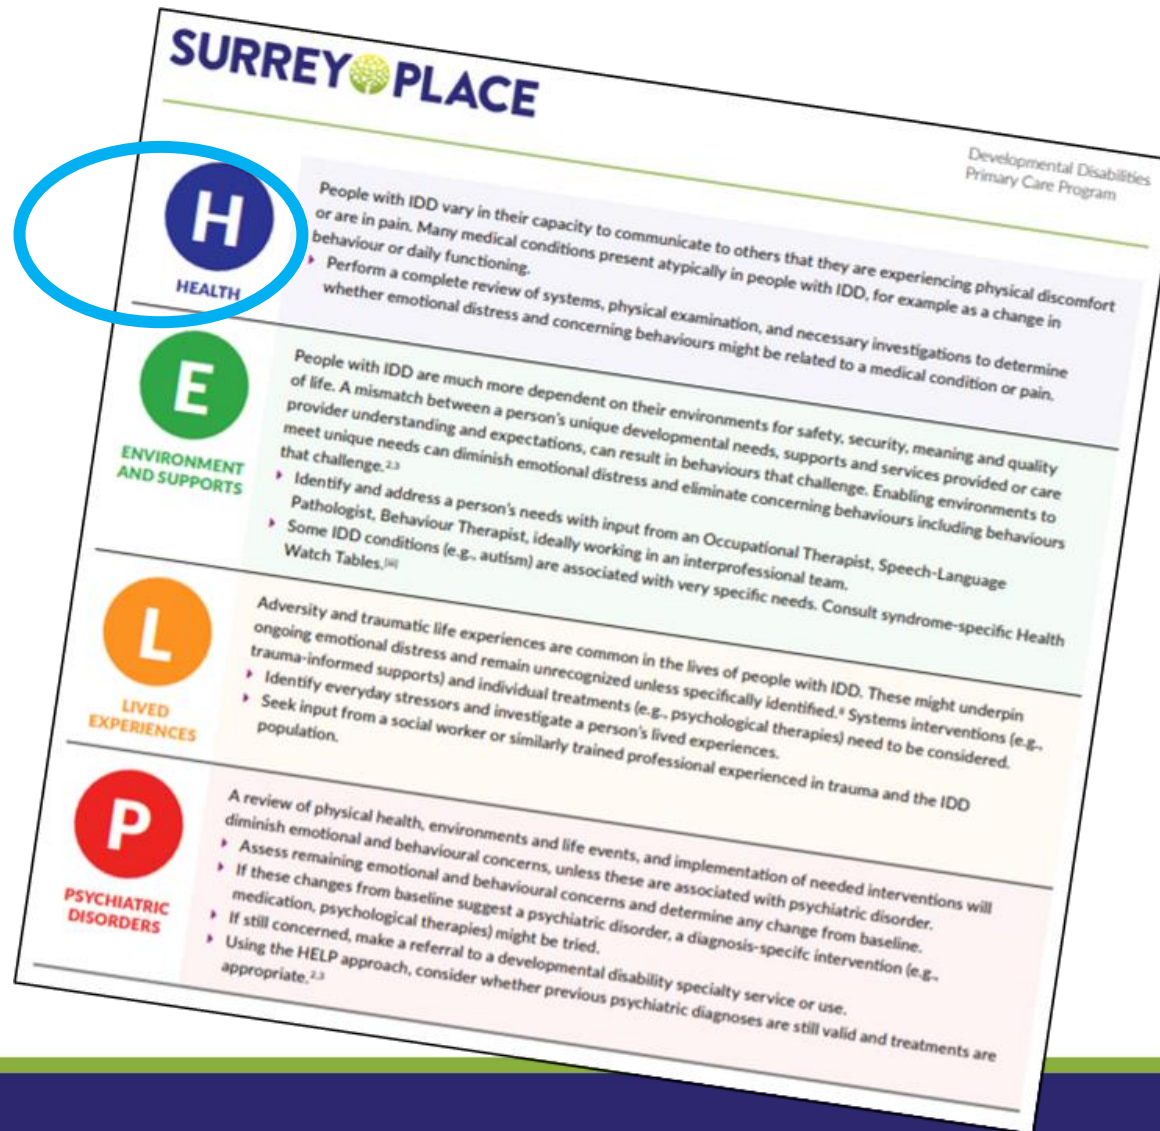 SURREY PLACE
Developmental Disabilities
Primary Care Program
H
HEALTH
People with IDD vary in their capacity to communicate to others that they are experiencing physical discomfort
or are in pain. Many medical conditions present atypically in people with IDD, for example as a change in
behaviour or daily functioning.
Perform a complete review of systems, physical examination, and necessary investigations to determine
whether emotional distress and concerning behaviours might be related to a medical condition or pain.
E
ENVIRONMENT
AND SUPPORTS
People with IDD are much more dependent on their environments for safety, security, meaning and quality
of life. A mismatch between a person's unique developmental needs, supports and services provided or care
provider understanding and expectations, can result in behaviours that challenge. Enabling environments to
meet unique needs can diminish emotional distress and eliminate concerning behaviours including behaviours
that challenge.2,3
Identify and address a person's needs with input from an Occupational Therapist, Speech-Language
Pathologist, Behaviour Therapist, ideally working in an interprofessional team.
Some IDD conditions (e.g., autism) are associated with very specific needs. Consult syndrome-specific Health
Watch Tables.[iii]
L
LIVED
EXPERIENCES
Adversity and traumatic life experiences are common in the lives of people with IDD. These might underpin
ongoing emotional distress and remain unrecognized unless specifically identified. Systems interventions (e.g.,
trauma-informed supports) and individual treatments (e.g., psychological therapies) need to be considered.
Identify everyday stressors and investigate a person's lived experiences.
Seek input from a social worker or similarly trained professional experienced in trauma and the IDD
population.
P
PSYCHIATRIC
DISORDERS
A review of physical health, environments and life events, and implementation of needed interventions will
diminish emotional and behavioural concerns, unless these are associated with psychiatric disorder.
Assess remaining emotional and behavioural concerns and determine any change from baseline.
If these changes from baseline suggest a psychiatric disorder, a diagnosis-specifc intervention (e.g.,
medication, psychological therapies) might be tried.
If still concerned, make a referral to a developmental disability specialty service or use.
Using the HELP approach, consider whether previous psychiatric diagnoses are still valid and treatments are
appropriate.2,3